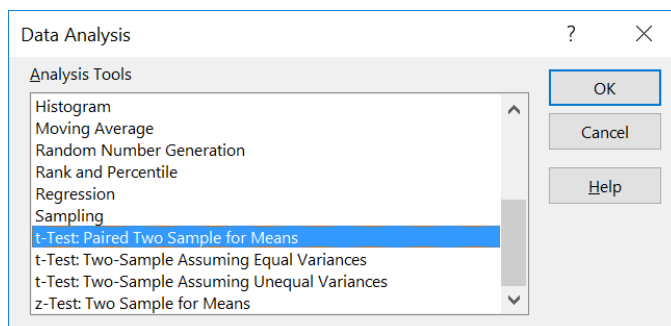 Data Analysis
?
Analysis Tools
Histogram
Moving Average
Random Number Generation
Rank and Percentile
Regression
Sampling
t-Test: Paired Two Sample for Means
t-Test: Two-Sample Assuming Equal Variances
t-Test: Two-Sample Assuming Unequal Variances
z-Test: Two Sample for Means
OK
Cancel
Help